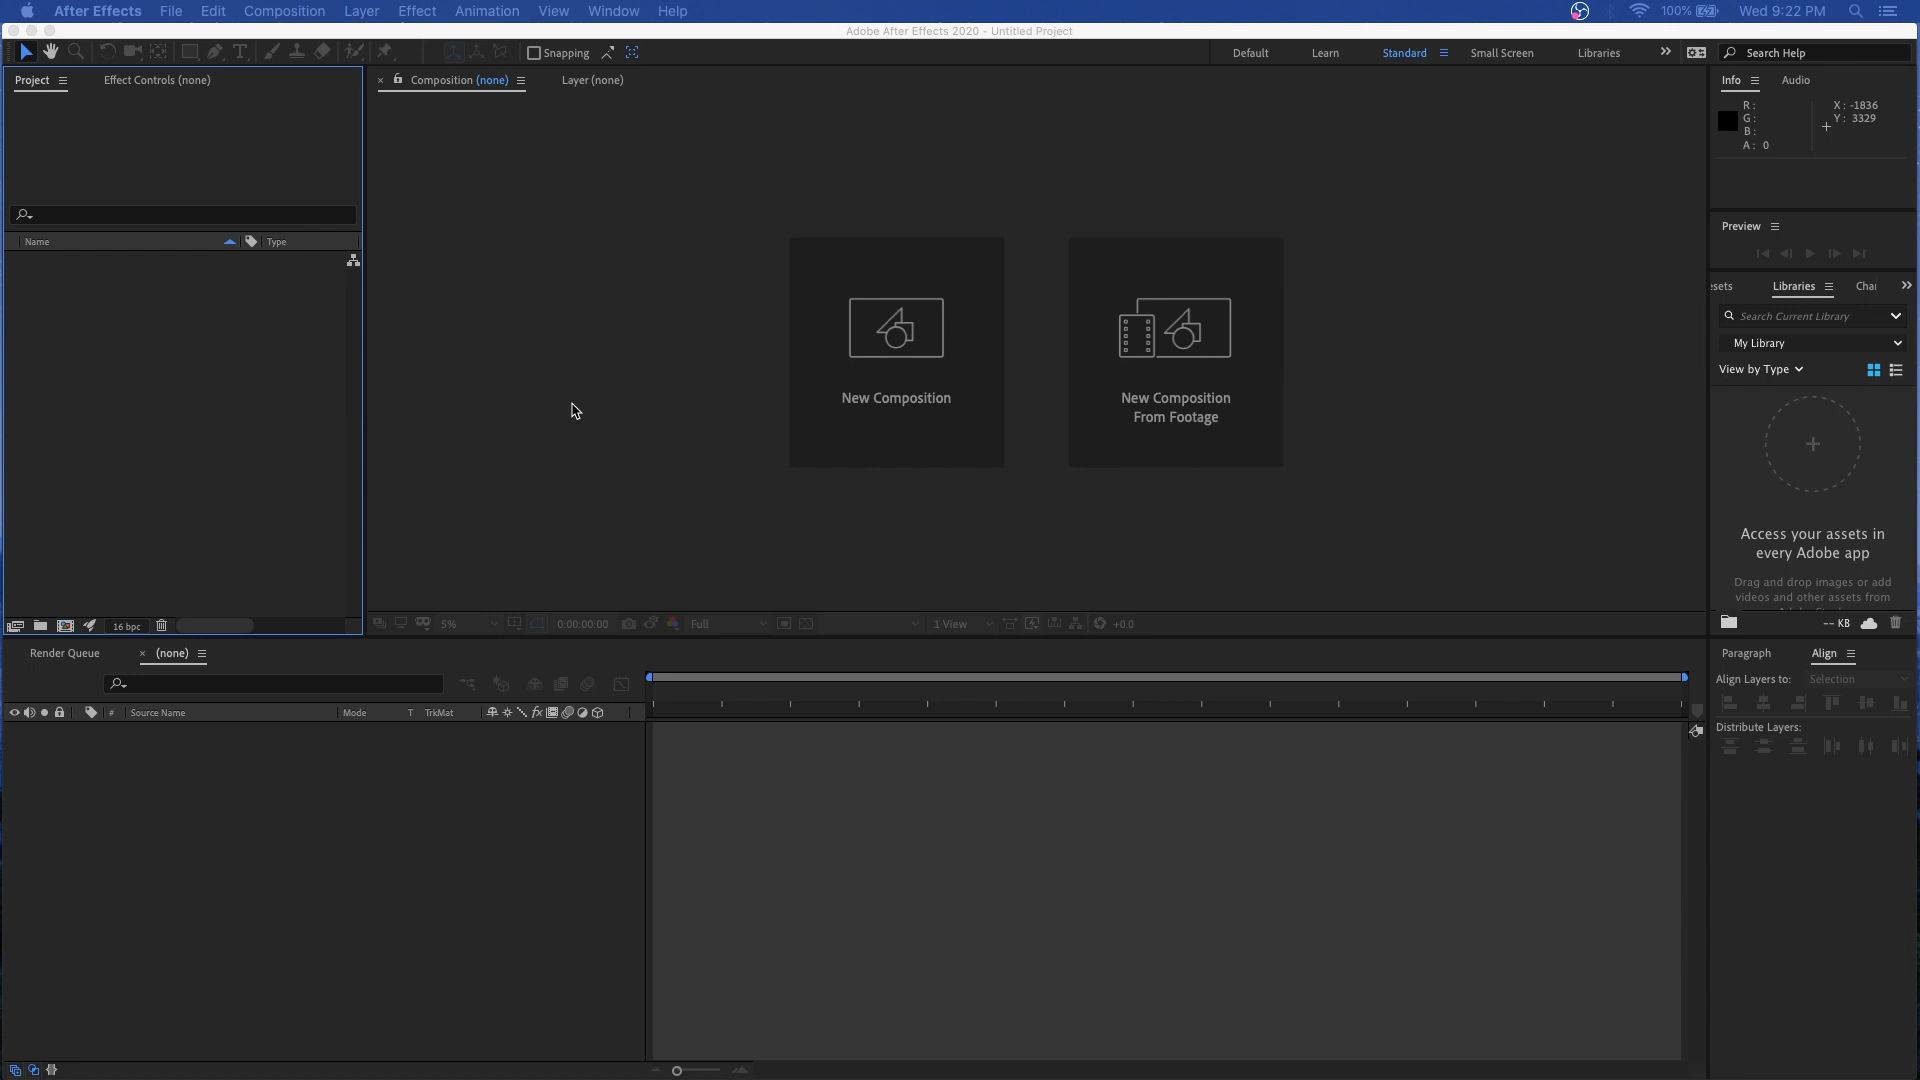 After Effects File Edit Composition Layer Effect Animation View Window Help 100% Wed 9:22 PM
Adobe After Effects 2020 - Untitled Project
Snapping Default Learn Standard Small Screen Libraries Search Help
Project Effect Controls (none) Composition (none) Layer (none) Info Audio
R: X: -1836
G: Y: 3329
B:
A: 0
Preview
Name Type
esets Libraries Char
Search Current Library
My Library
View by Type
New Composition
New Composition
From Footage
Access your assets in
every Adobe app
Drag and drop images or add
videos and other assets from
16 bpc 5% 0:00:00:00 Full 1 View +0.0 -- KB
Render Queue (none) Paragraph Align
Align Layers to: Selection
# Source Name Mode T TrkMat fx
Distribute Layers: